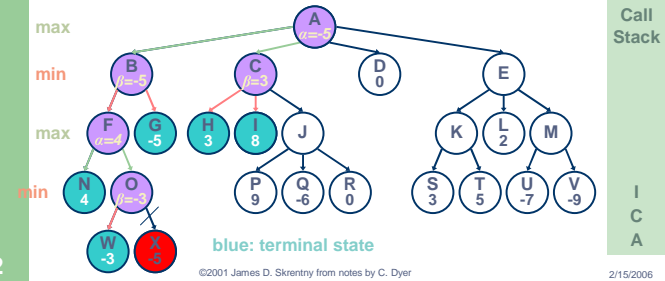 max
A
α=-5
Call
Stack
min
B
β=-5
C
β=3
D
0
E
max
F
α=4
G
-5
H
3
I
8
J
K
L
2
M
min
N
4
O
β=-3
P
9
Q
-6
R
0
S
3
T
5
U
-7
V
-9
I
C
A
W
-3
X
-5
blue: terminal state
2
©2001 James D. Skrentny from notes by C. Dyer
2/15/2006